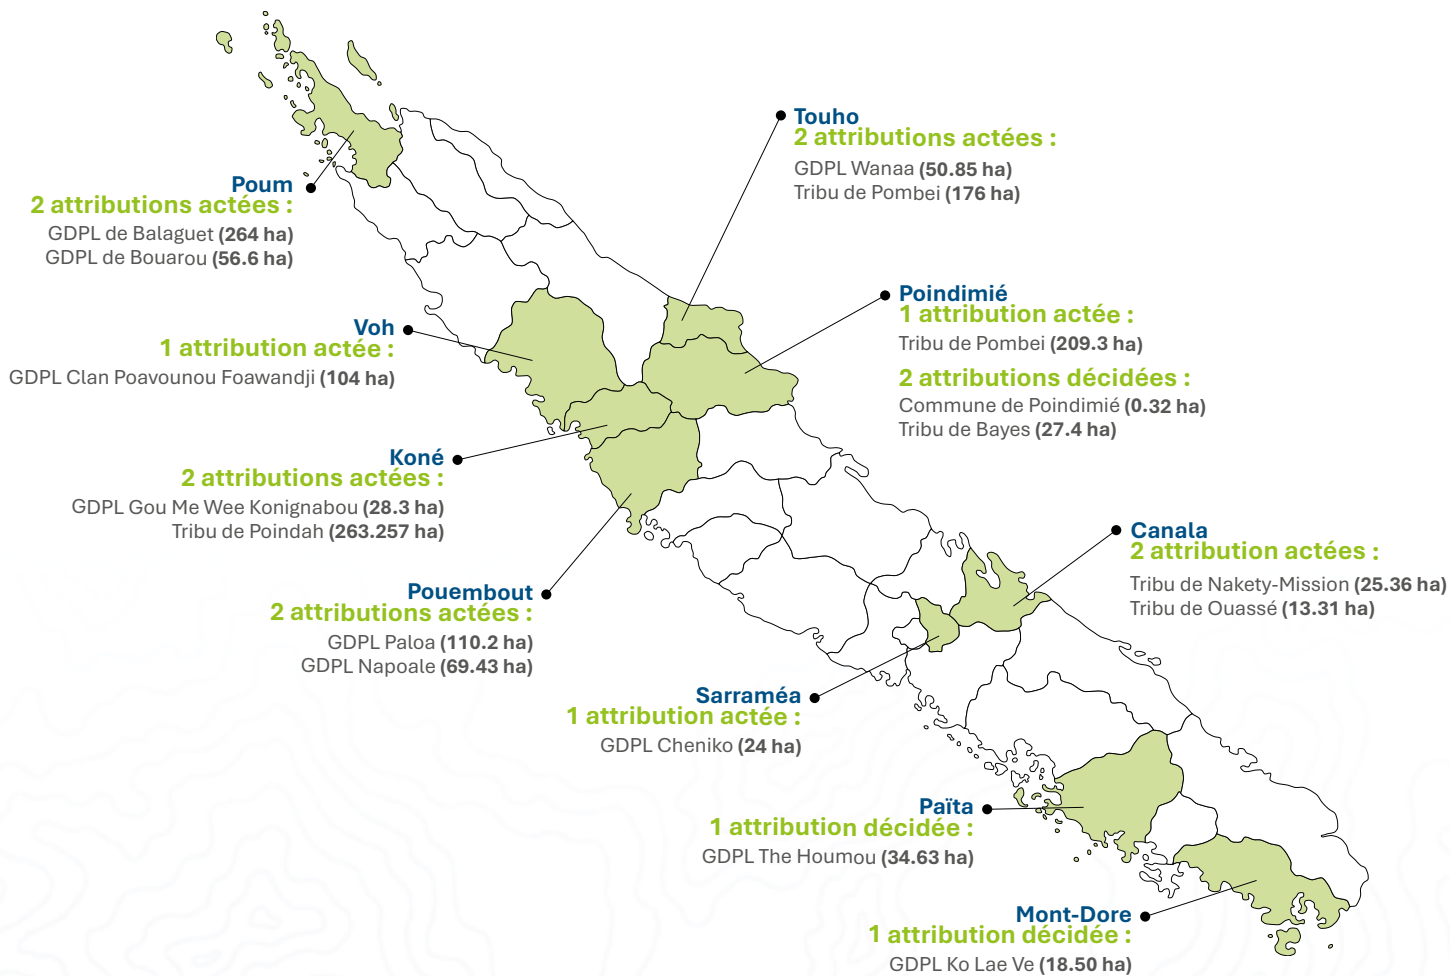 Touho
2 attributions actées :
GDPL Wanaa (50.85 ha)
Tribu de Pombei (176 ha)
Poum
2 attributions actées :
GDPL de Balaguet (264 ha)
GDPL de Bouarou (56.6 ha)
Poindimié
1 attribution actée :
Tribu de Pombei (209.3 ha)
2 attributions décidées :
Commune de Poindimié (0.32 ha)
Tribu de Bayes (27.4 ha)
Voh
1 attribution actée :
GDPL Clan Poavounou Foawandji (104 ha)
Koné
2 attributions actées :
GDPL Gou Me Wee Konignabou (28.3 ha)
Tribu de Poindah (263.257 ha)
Canala
2 attribution actées :
Tribu de Nakety-Mission (25.36 ha)
Tribu de Ouassé (13.31 ha)
Pouembout
2 attributions actées :
GDPL Paloa (110.2 ha)
GDPL Napoale (69.43 ha)
Sarraméa
1 attribution actée :
GDPL Cheniko (24 ha)
Païta
1 attribution décidée :
GDPL The Houmou (34.63 ha)
Mont-Dore
1 attribution décidée :
GDPL Ko Lae Ve (18.50 ha)